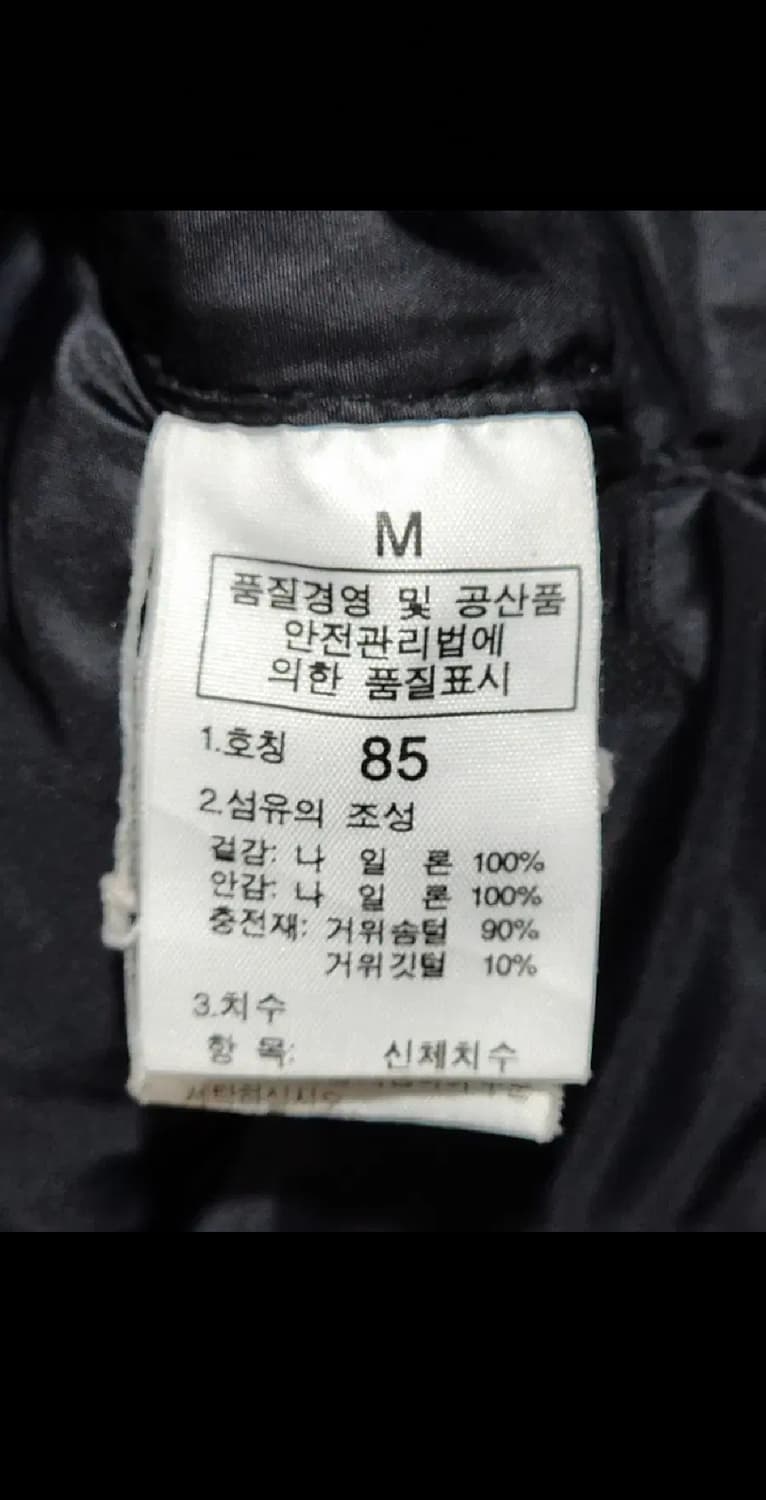 M
품질경영 및 공산품
안전관리법에
의한 품질표시
1.호칭 85
2.섬유의 조성
겉감: 나 일 론 100%
안감: 나 일 론 100%
충전재: 거위솜털 90%
거위깃털 10%
3.치수
항 목: 신체치수